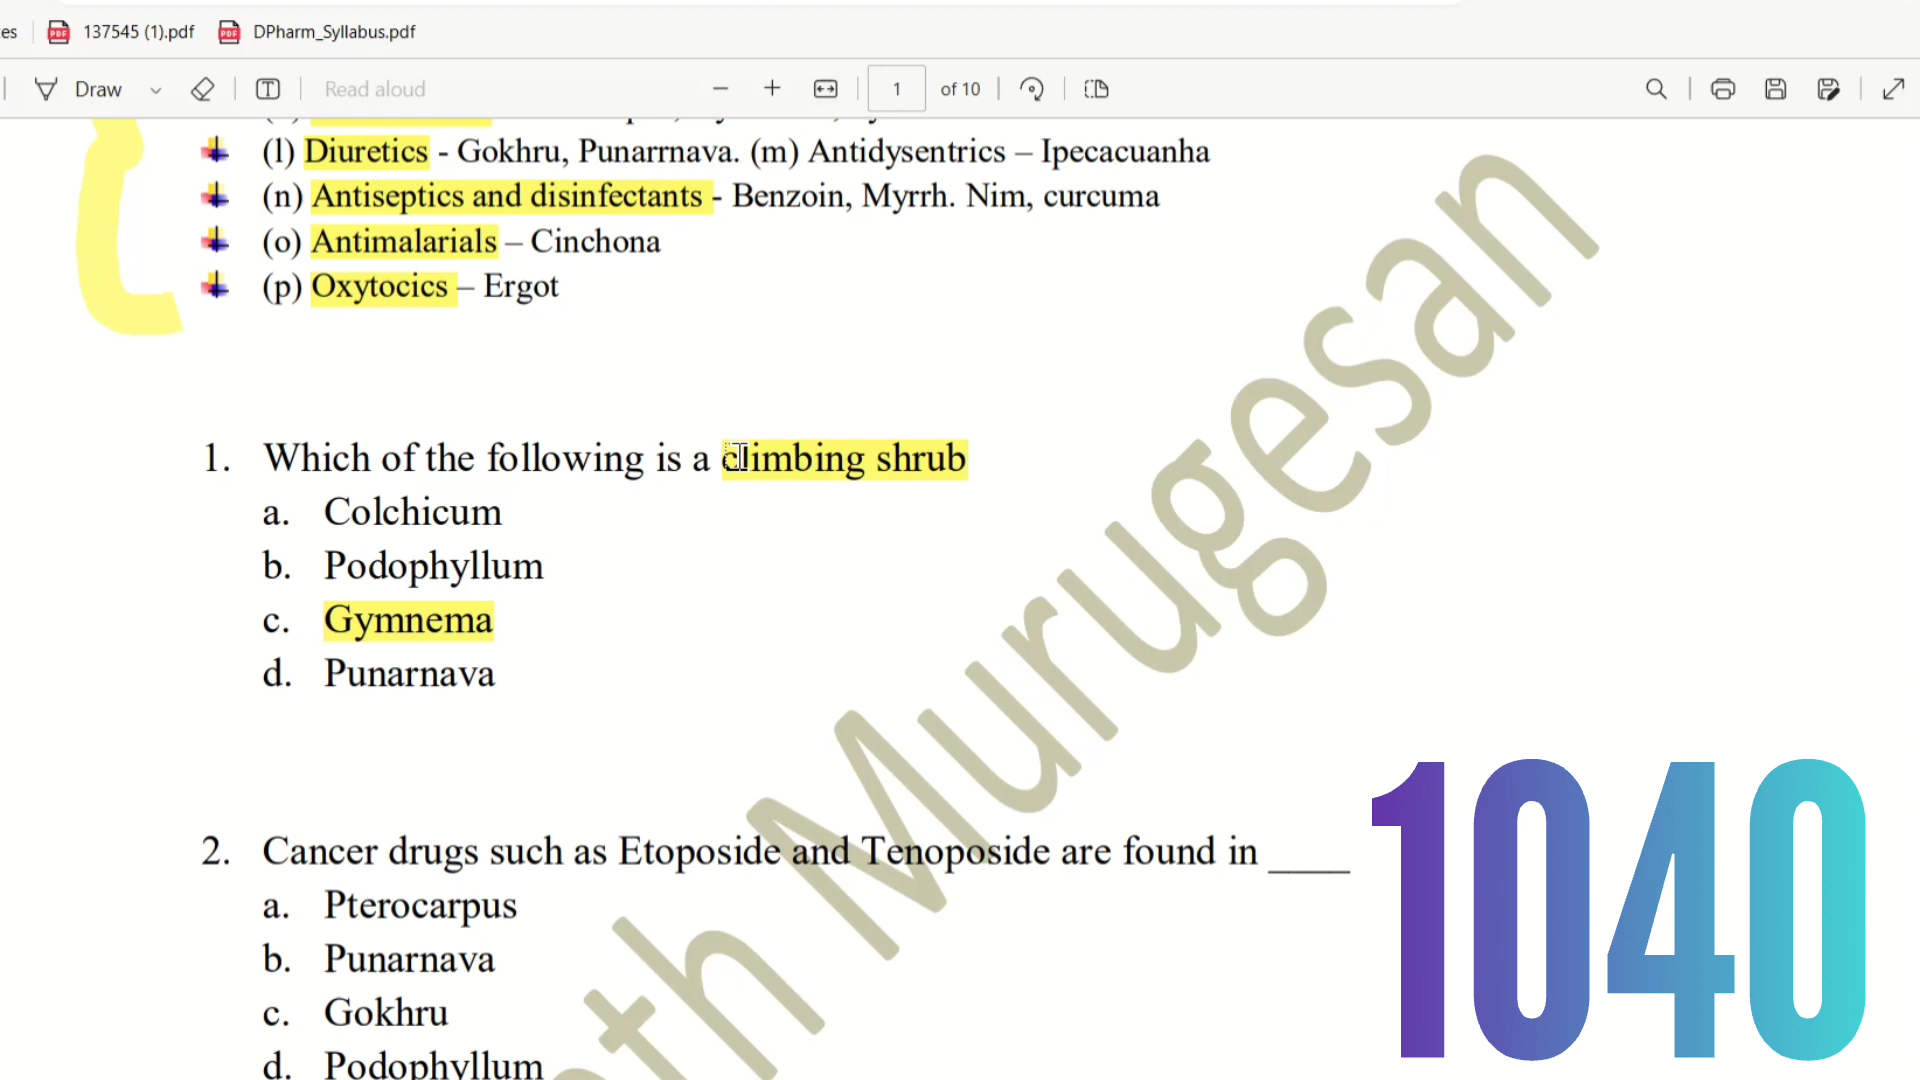 es 137545 (1).pdf DPharm_Syllabus.pdf
Draw Read aloud 1 of 10
(l) Diuretics - Gokhru, Punarrnava. (m) Antidysentrics – Ipecacuanha
(n) Antiseptics and disinfectants - Benzoin, Myrrh. Nim, curcuma
(o) Antimalarials – Cinchona
(p) Oxytocics – Ergot
1. Which of the following is a climbing shrub
a. Colchicum
b. Podophyllum
c. Gymnema
d. Punarnava
2. Cancer drugs such as Etoposide and Tenoposide are found in ____
a. Pterocarpus
b. Punarnava
c. Gokhru
d. Podophyllum
th Murugesan
1040